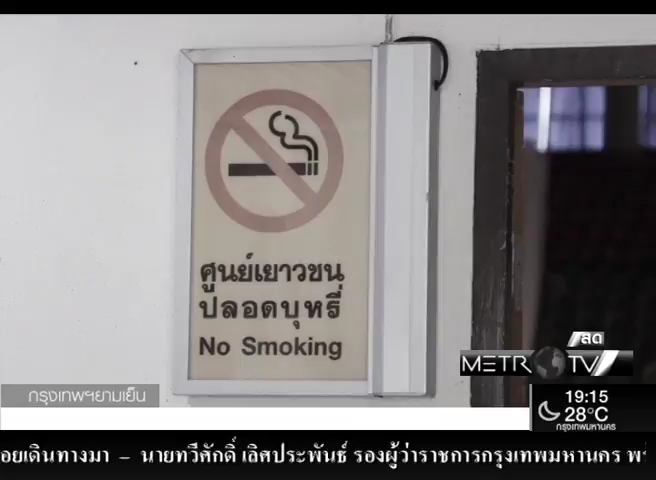 ศูนย์เยาวชน
ปลอดบุหรี่
No Smoking
สด
METRO TV
กรุงเทพฯยามเย็น
19:15
28°C
กรุงเทพมหานคร
อยเดินทางมา – นายทวีศักดิ์ เลิศประพันธ์ รองผู้ว่าราชการกรุงเทพมหานคร